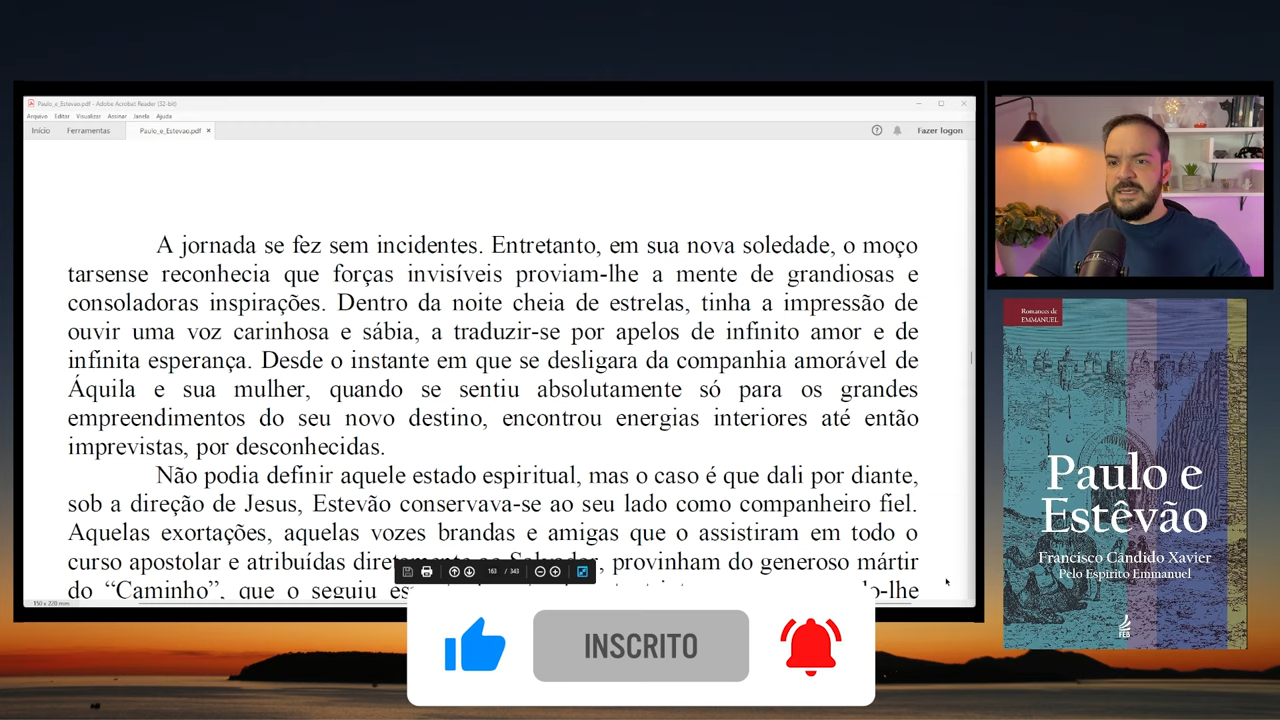 Paulo_e_Estevao.pdf - Adobe Acrobat Reader (32-bit)
Arquivo Editar Visualizar Assinar Janela Ajuda
Início Ferramentas Paulo_e_Estevao.pdf × Fazer logon
A jornada se fez sem incidentes. Entretanto, em sua nova soledade, o moço
tarsense reconhecia que forças invisíveis proviam-lhe a mente de grandiosas e
consoladoras inspirações. Dentro da noite cheia de estrelas, tinha a impressão de
ouvir uma voz carinhosa e sábia, a traduzir-se por apelos de infinito amor e de
infinita esperança. Desde o instante em que se desligara da companhia amorável de
Áquila e sua mulher, quando se sentiu absolutamente só para os grandes
empreendimentos do seu novo destino, encontrou energias interiores até então
imprevistas, por desconhecidas.
Não podia definir aquele estado espiritual, mas o caso é que dali por diante,
sob a direção de Jesus, Estevão conservava-se ao seu lado como companheiro fiel.
Aquelas exortações, aquelas vozes brandas e amigas que o assistiram em todo o
curso apostolar e atribuídas , provinham do generoso mártir
do “Caminho”, que o seguiu
163 / 343
150 x 220 mm
INSCRITO
Romances de
EMMANUEL
Paulo e
Estêvão
Francisco Cândido Xavier
Pelo Espírito Emmanuel
FEB